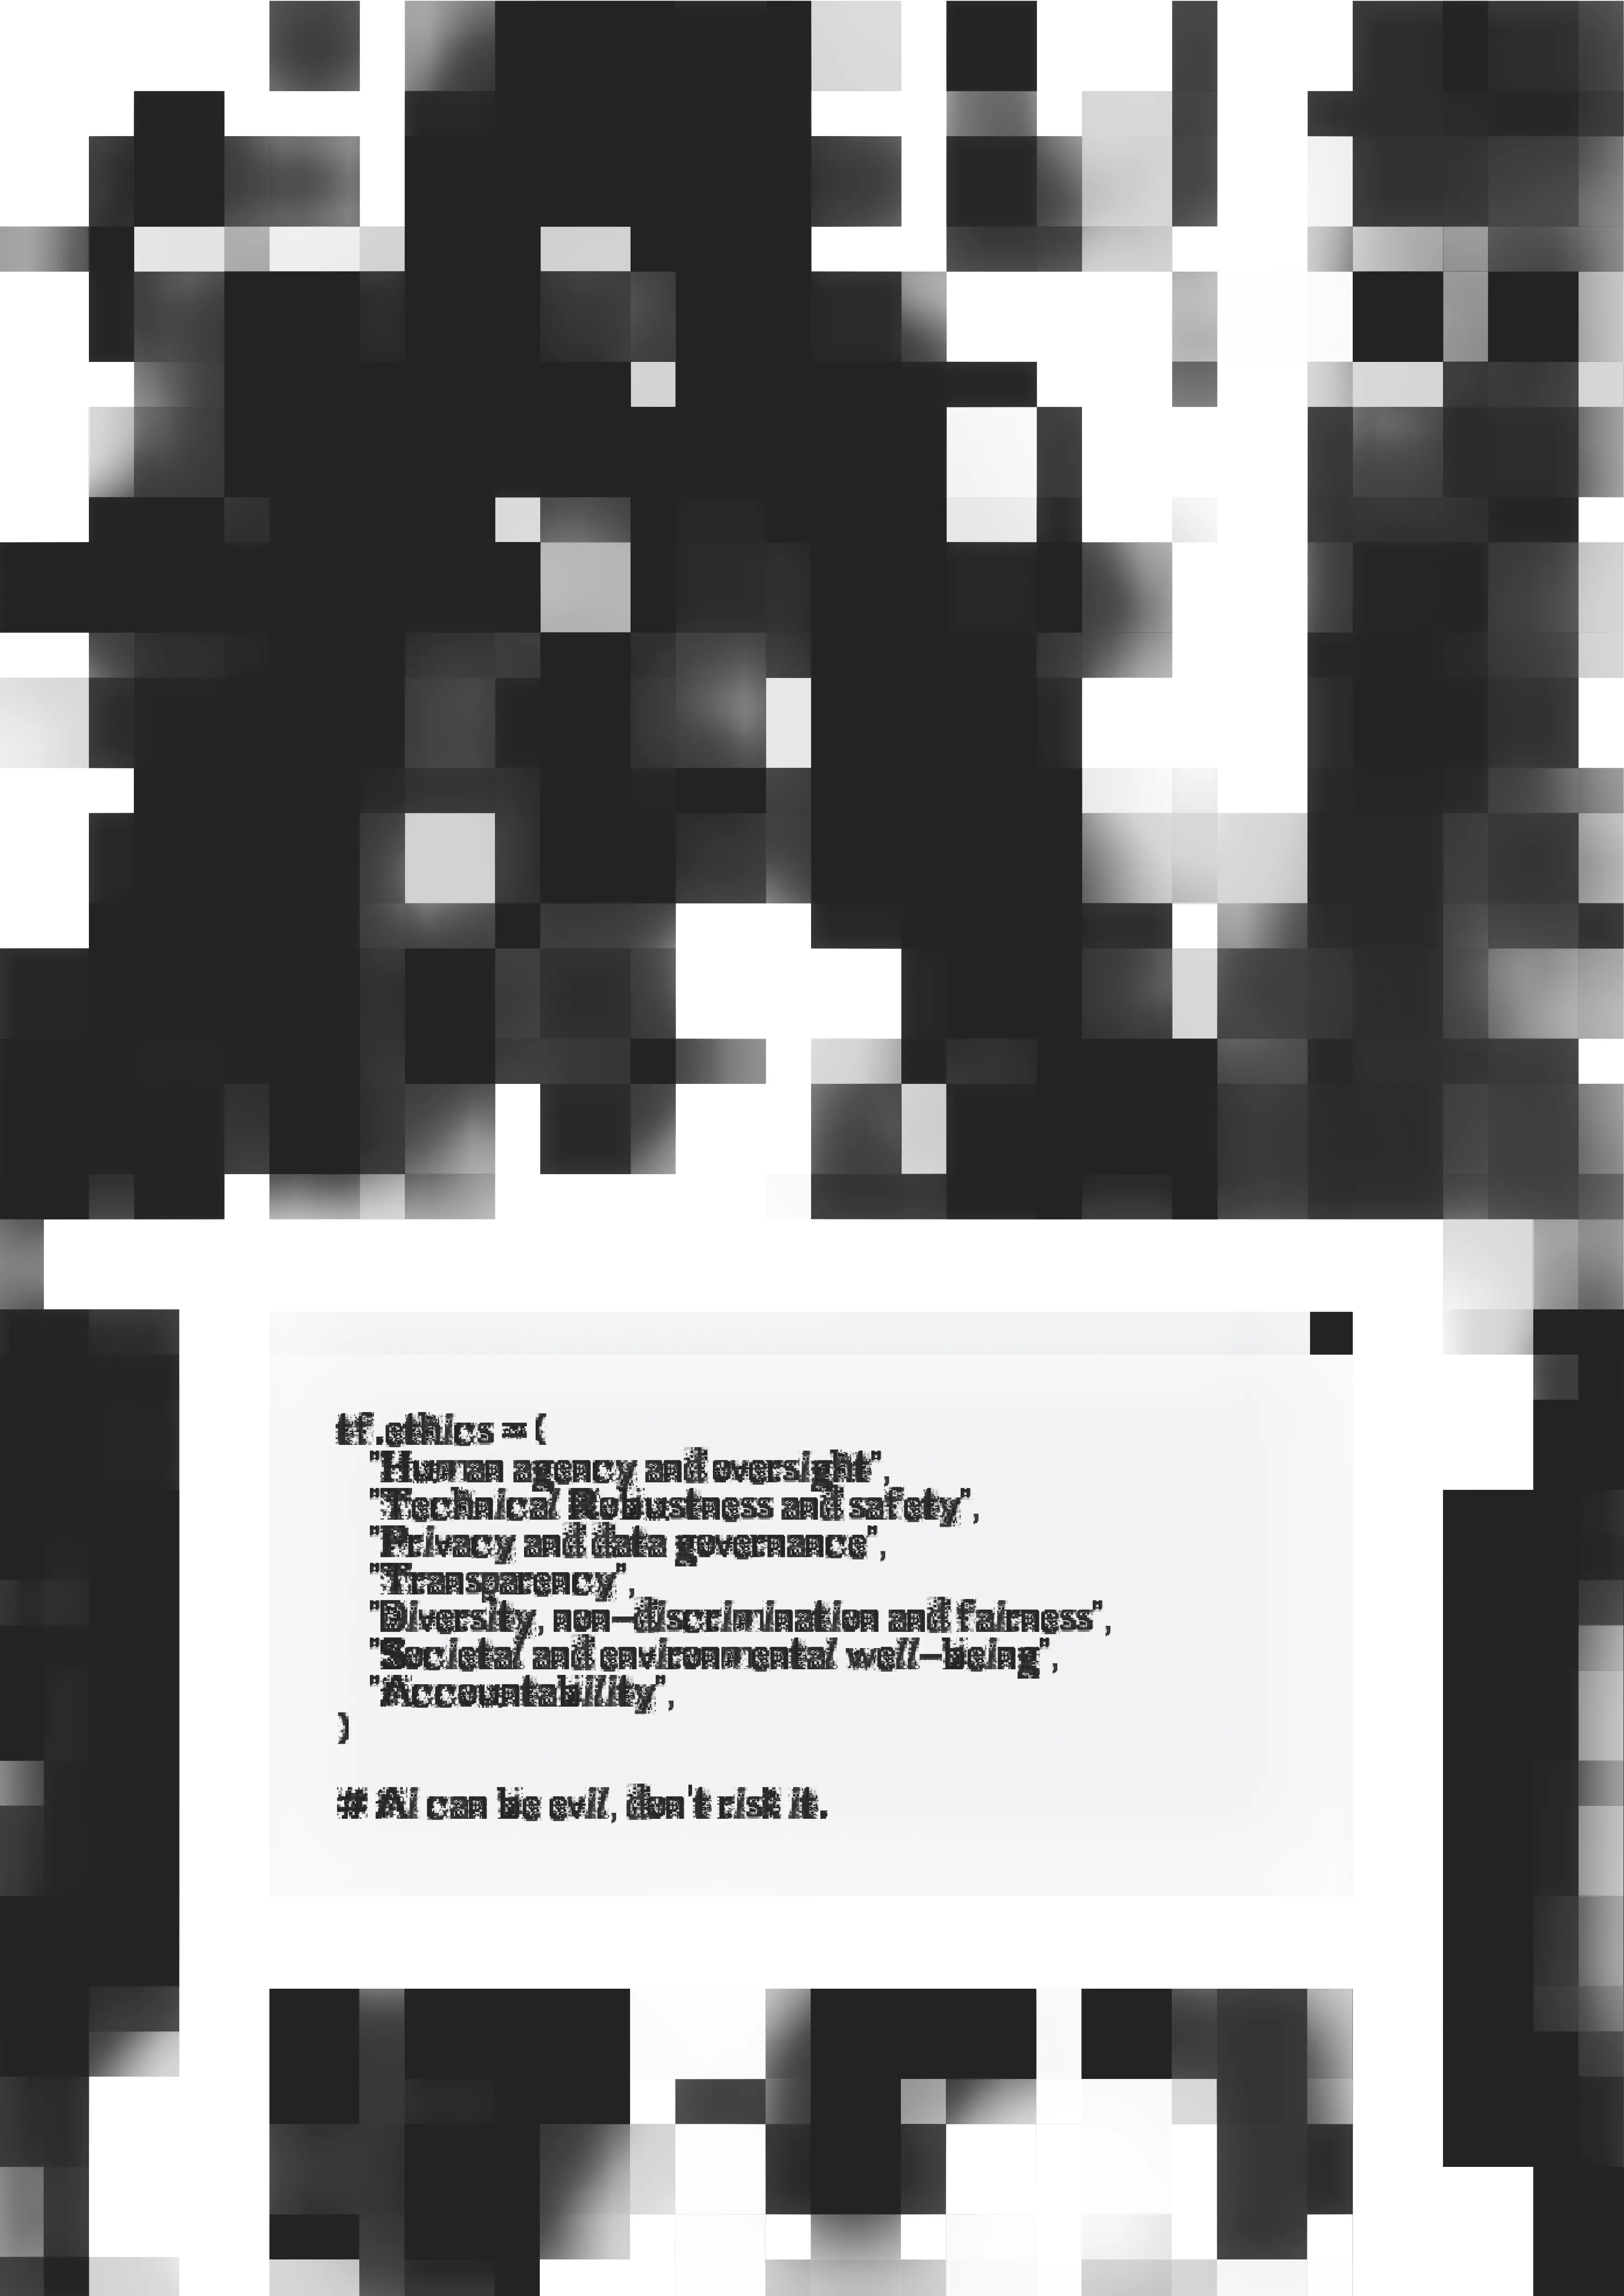 tf.ethics = (
"Human agency and oversight",
"Technical Robustness and safety",
"Privacy and data governance",
"Transparency",
"Diversity, non-discrimination and fairness",
"Societal and environmental well-being",
"Accountability",
)
# AI can be evil, don't risk it.